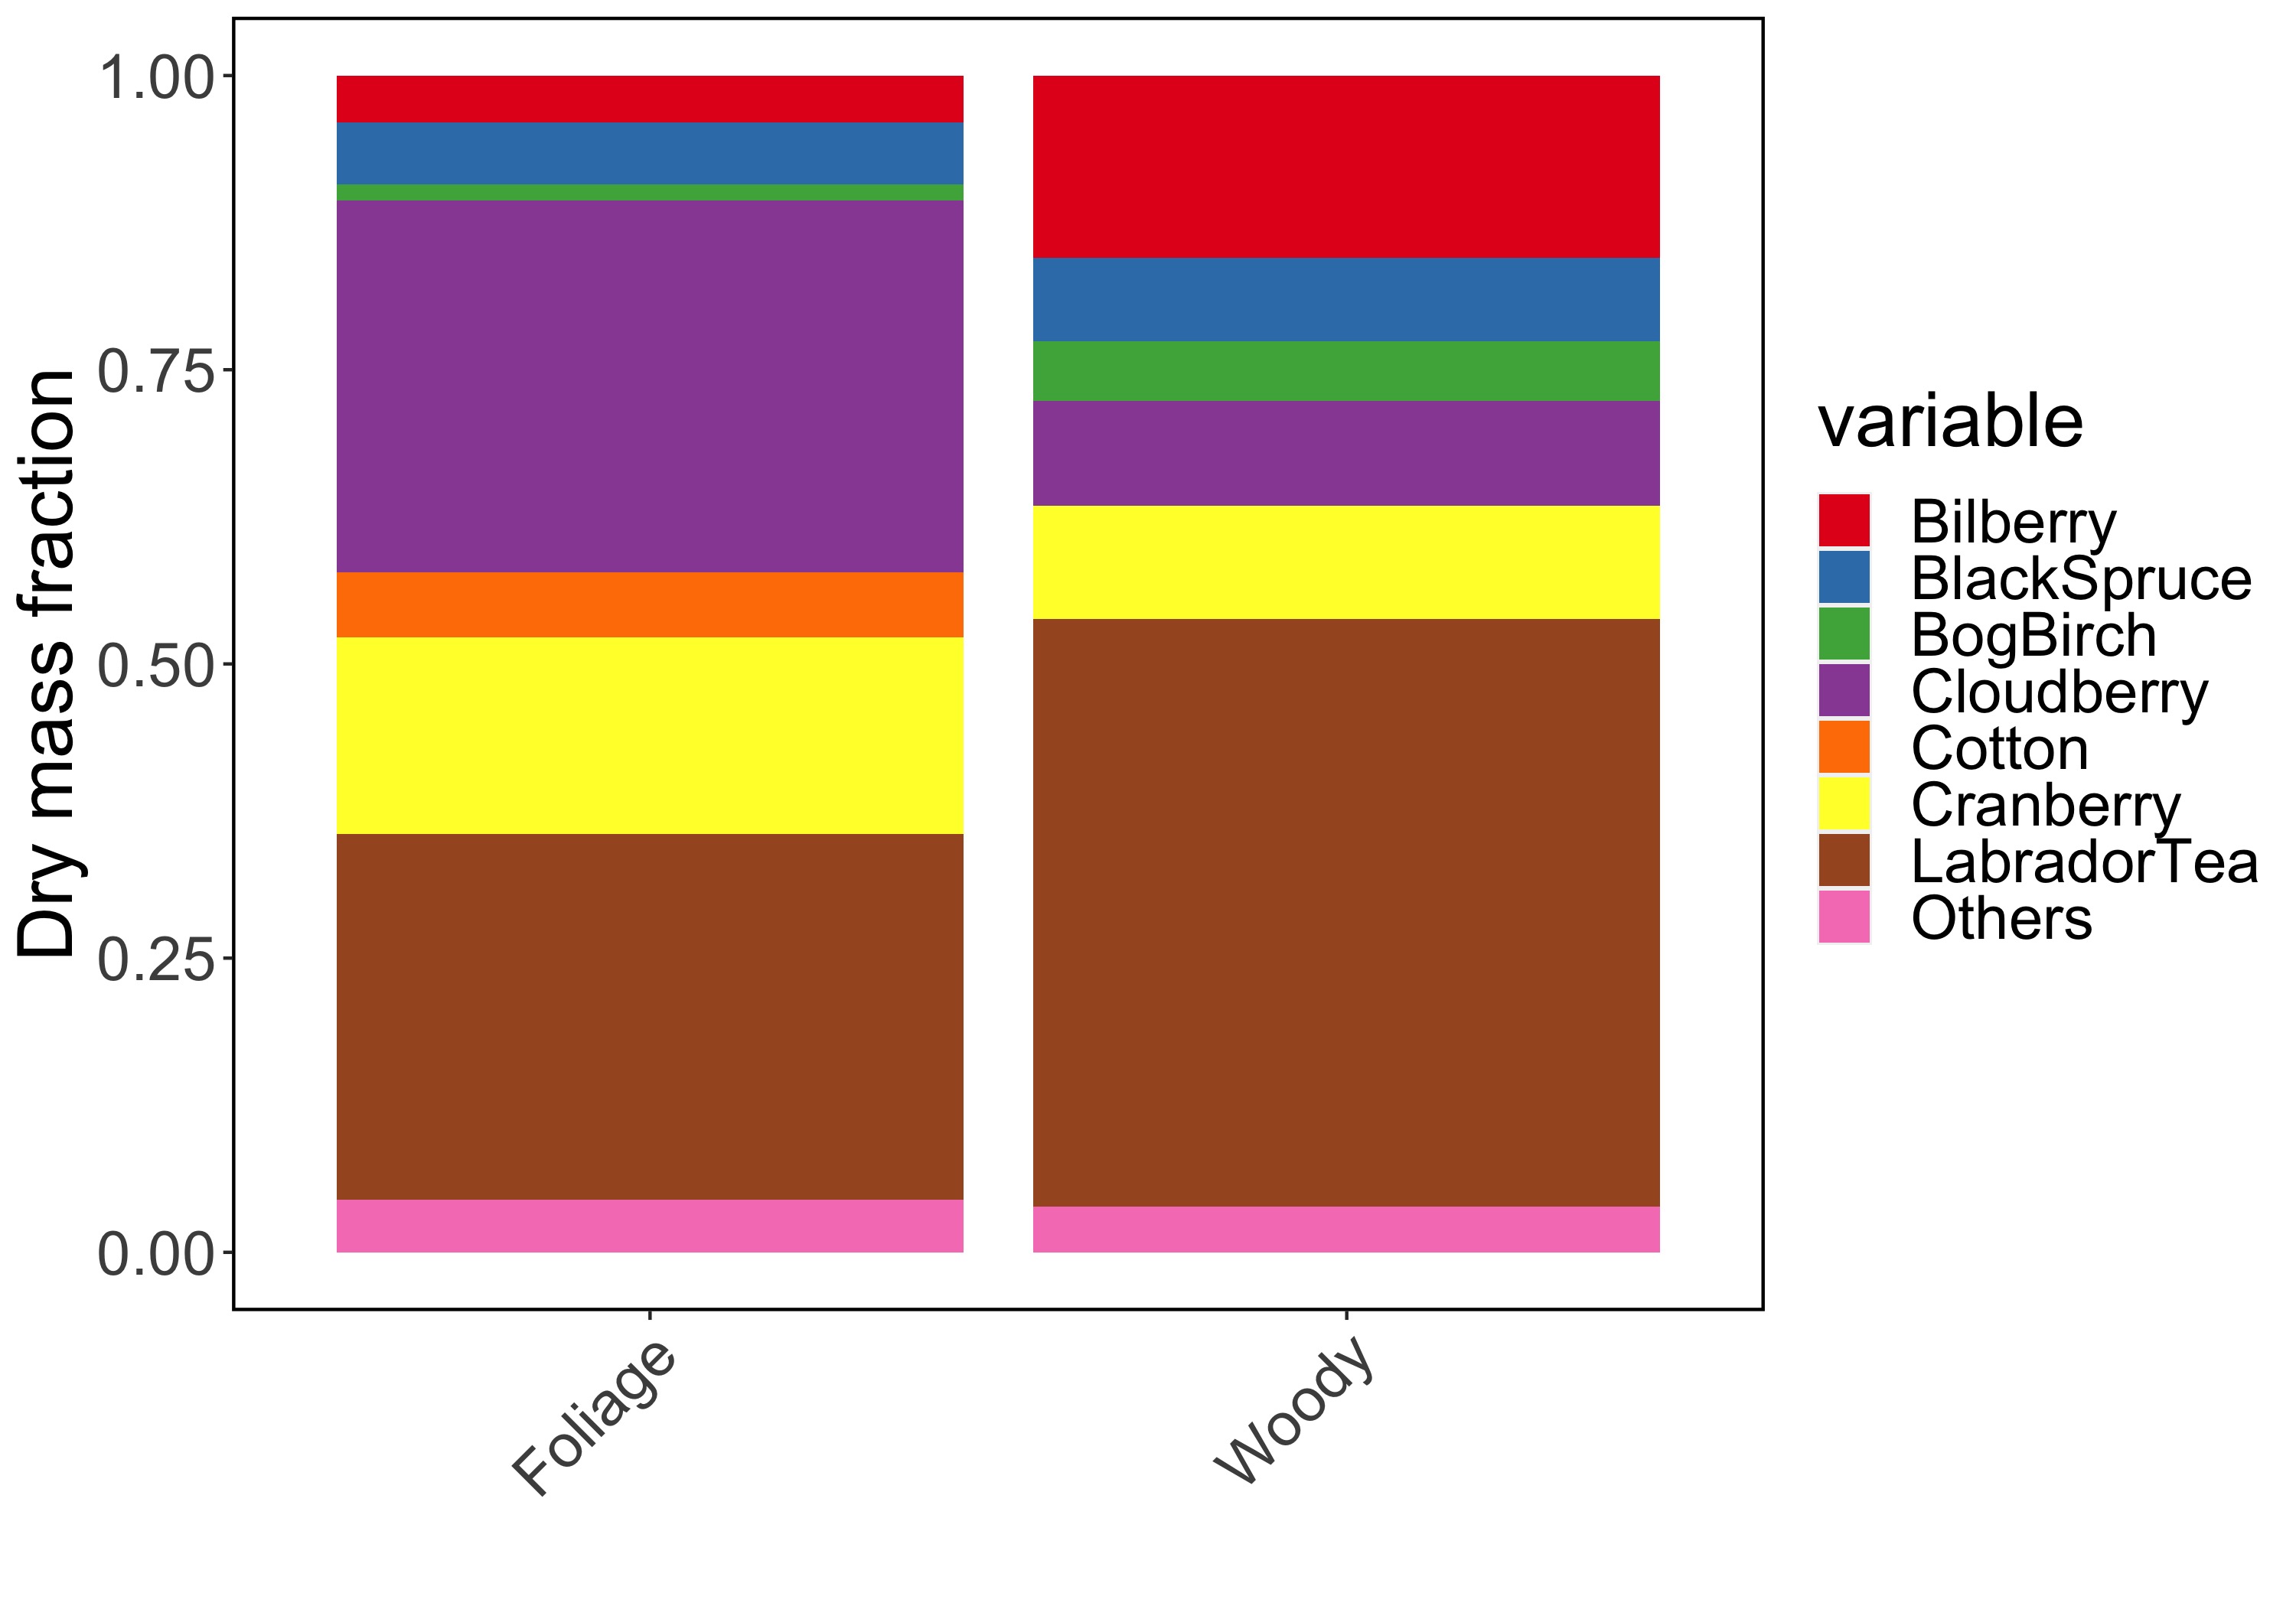 Dry mass fraction
1.00
0.75
0.50
0.25
0.00
Foliage
Woody
variable
Bilberry
BlackSpruce
BogBirch
Cloudberry
Cotton
Cranberry
LabradorTea
Others